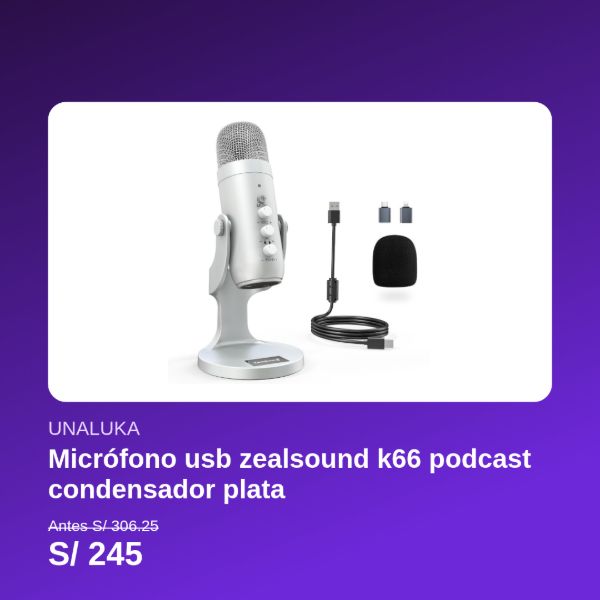 UNALUKA
Micrófono usb zealsound k66 podcast
condensador plata
Antes S/ 306.25
S/ 245